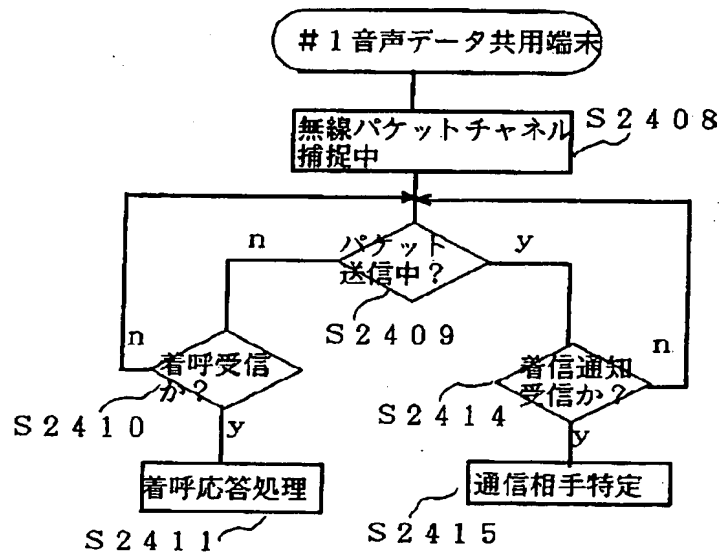 ＃１音声データ共用端末
無線パケットチャネル
捕捉中
Ｓ２４０８
パケット
送信中？
n
y
Ｓ２４０９
n
着呼受信
か？
着信通知
受信か？
n
Ｓ２４１０
y
Ｓ２４１４
y
着呼応答処理
通信相手特定
Ｓ２４１１
Ｓ２４１５